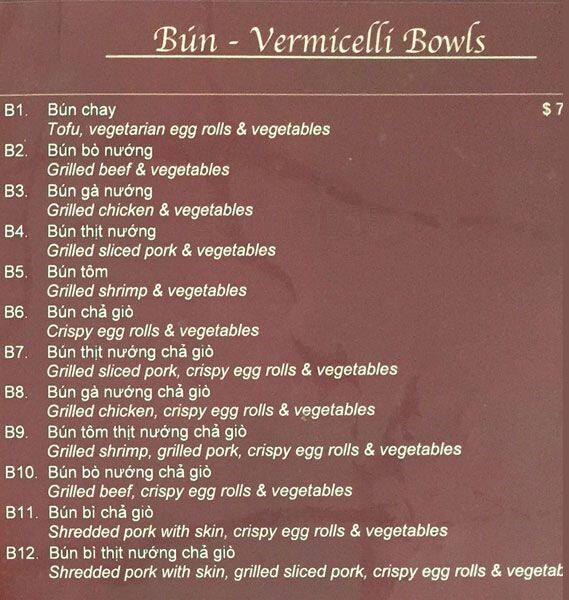 Bún - Vermicelli Bowls
B1. Bún chay $ 7
Tofu, vegetarian egg rolls & vegetables
B2. Bún bò nướng
Grilled beef & vegetables
B3. Bún gà nướng
Grilled chicken & vegetables
B4. Bún thịt nướng
Grilled sliced pork & vegetables
B5. Bún tôm
Grilled shrimp & vegetables
B6. Bún chả giò
Crispy egg rolls & vegetables
B7. Bún thịt nướng chả giò
Grilled sliced pork, crispy egg rolls & vegetables
B8. Bún gà nướng chả giò
Grilled chicken, crispy egg rolls & vegetables
B9. Bún tôm thịt nướng chả giò
Grilled shrimp, grilled pork, crispy egg rolls & vegetables
B10. Bún bò nướng chả giò
Grilled beef, crispy egg rolls & vegetables
B11. Bún bì chả giò
Shredded pork with skin, crispy egg rolls & vegetables
B12. Bún bì thịt nướng chả giò
Shredded pork with skin, grilled sliced pork, crispy egg rolls & vegetab